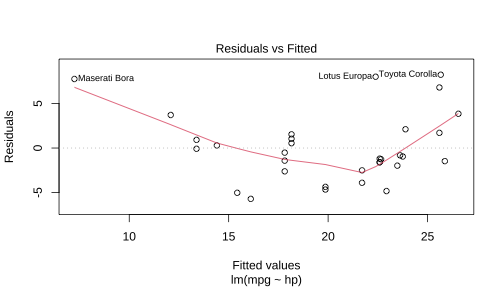 Residuals vs Fitted
Maserati Bora
Lotus Europa
Toyota Corolla
Residuals
5
0
-5
10
15
20
25
Fitted values
lm(mpg ~ hp)